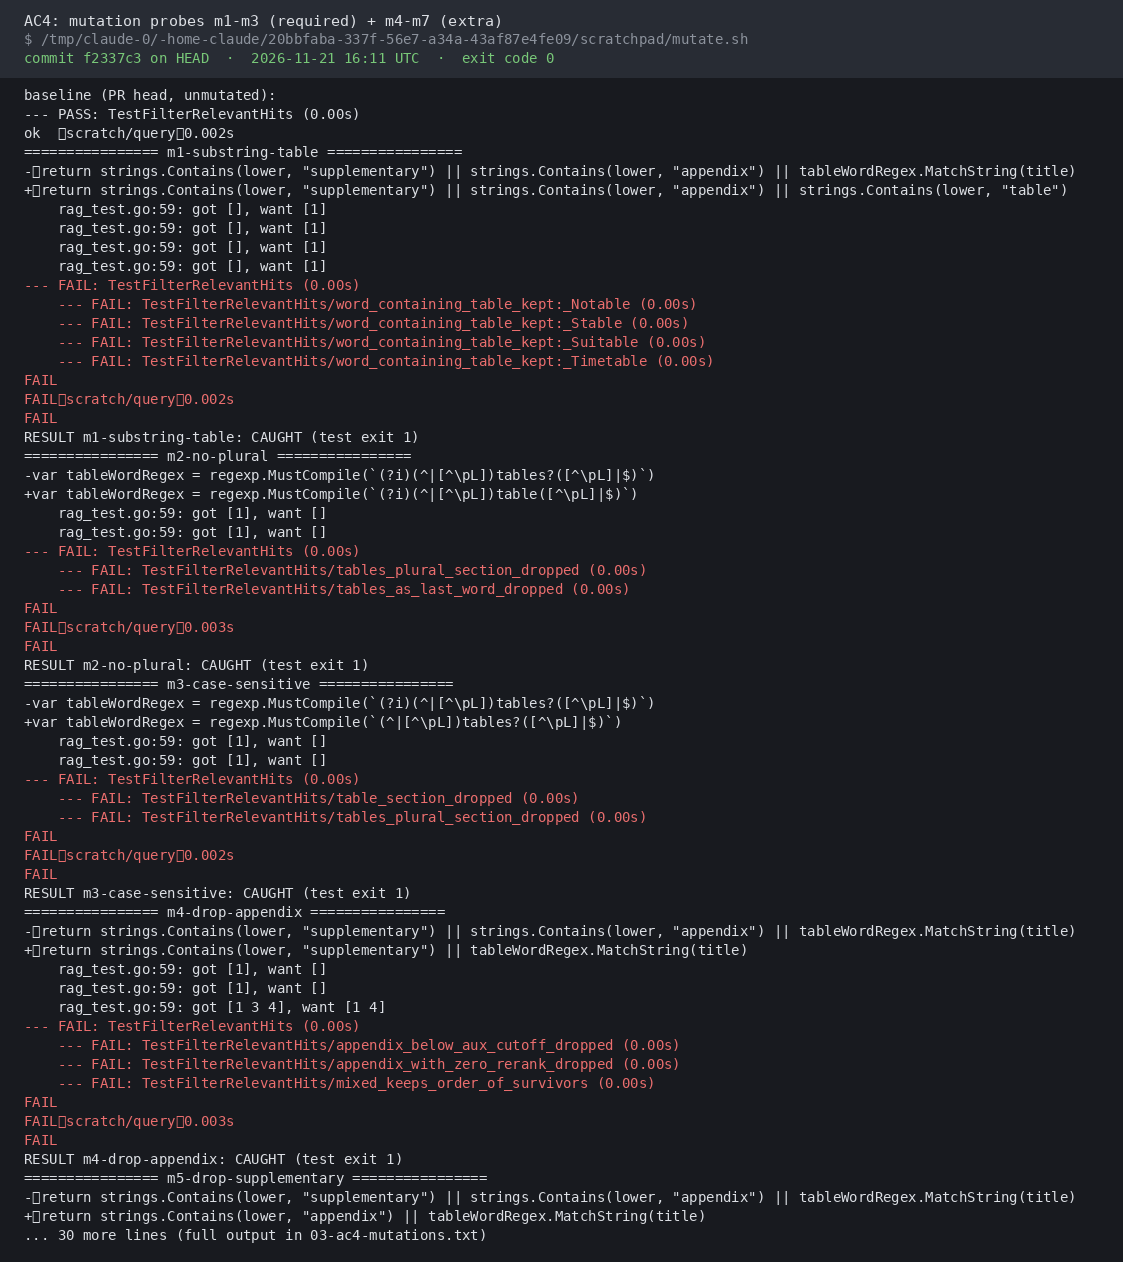 AC4: mutation probes m1-m3 (required) + m4-m7 (extra)
$ /tmp/claude-0/-home-claude/20bbfaba-337f-56e7-a34a-43af87e4fe09/scratchpad/mutate.sh
commit f2337c3 on HEAD  ·  2026-11-21 16:11 UTC  ·  exit code 0
baseline (PR head, unmutated):
--- PASS: TestFilterRelevantHits (0.00s)
ok  ▯scratch/query▯0.002s
================ m1-substring-table ================
-▯return strings.Contains(lower, "supplementary") || strings.Contains(lower, "appendix") || tableWordRegex.MatchString(title)
+▯return strings.Contains(lower, "supplementary") || strings.Contains(lower, "appendix") || strings.Contains(lower, "table")
    rag_test.go:59: got [], want [1]
    rag_test.go:59: got [], want [1]
    rag_test.go:59: got [], want [1]
    rag_test.go:59: got [], want [1]
--- FAIL: TestFilterRelevantHits (0.00s)
    --- FAIL: TestFilterRelevantHits/word_containing_table_kept:_Notable (0.00s)
    --- FAIL: TestFilterRelevantHits/word_containing_table_kept:_Stable (0.00s)
    --- FAIL: TestFilterRelevantHits/word_containing_table_kept:_Suitable (0.00s)
    --- FAIL: TestFilterRelevantHits/word_containing_table_kept:_Timetable (0.00s)
FAIL
FAIL▯scratch/query▯0.002s
FAIL
RESULT m1-substring-table: CAUGHT (test exit 1)
================ m2-no-plural ================
-var tableWordRegex = regexp.MustCompile(`(?i)(^|[^\pL])tables?([^\pL]|$)`)
+var tableWordRegex = regexp.MustCompile(`(?i)(^|[^\pL])table([^\pL]|$)`)
    rag_test.go:59: got [1], want []
    rag_test.go:59: got [1], want []
--- FAIL: TestFilterRelevantHits (0.00s)
    --- FAIL: TestFilterRelevantHits/tables_plural_section_dropped (0.00s)
    --- FAIL: TestFilterRelevantHits/tables_as_last_word_dropped (0.00s)
FAIL
FAIL▯scratch/query▯0.003s
FAIL
RESULT m2-no-plural: CAUGHT (test exit 1)
================ m3-case-sensitive ================
-var tableWordRegex = regexp.MustCompile(`(?i)(^|[^\pL])tables?([^\pL]|$)`)
+var tableWordRegex = regexp.MustCompile(`(^|[^\pL])tables?([^\pL]|$)`)
    rag_test.go:59: got [1], want []
    rag_test.go:59: got [1], want []
--- FAIL: TestFilterRelevantHits (0.00s)
    --- FAIL: TestFilterRelevantHits/table_section_dropped (0.00s)
    --- FAIL: TestFilterRelevantHits/tables_plural_section_dropped (0.00s)
FAIL
FAIL▯scratch/query▯0.002s
FAIL
RESULT m3-case-sensitive: CAUGHT (test exit 1)
================ m4-drop-appendix ================
-▯return strings.Contains(lower, "supplementary") || strings.Contains(lower, "appendix") || tableWordRegex.MatchString(title)
+▯return strings.Contains(lower, "supplementary") || tableWordRegex.MatchString(title)
    rag_test.go:59: got [1], want []
    rag_test.go:59: got [1], want []
    rag_test.go:59: got [1 3 4], want [1 4]
--- FAIL: TestFilterRelevantHits (0.00s)
    --- FAIL: TestFilterRelevantHits/appendix_below_aux_cutoff_dropped (0.00s)
    --- FAIL: TestFilterRelevantHits/appendix_with_zero_rerank_dropped (0.00s)
    --- FAIL: TestFilterRelevantHits/mixed_keeps_order_of_survivors (0.00s)
FAIL
FAIL▯scratch/query▯0.003s
FAIL
RESULT m4-drop-appendix: CAUGHT (test exit 1)
================ m5-drop-supplementary ================
-▯return strings.Contains(lower, "supplementary") || strings.Contains(lower, "appendix") || tableWordRegex.MatchString(title)
+▯return strings.Contains(lower, "appendix") || tableWordRegex.MatchString(title)
... 30 more lines (full output in 03-ac4-mutations.txt)